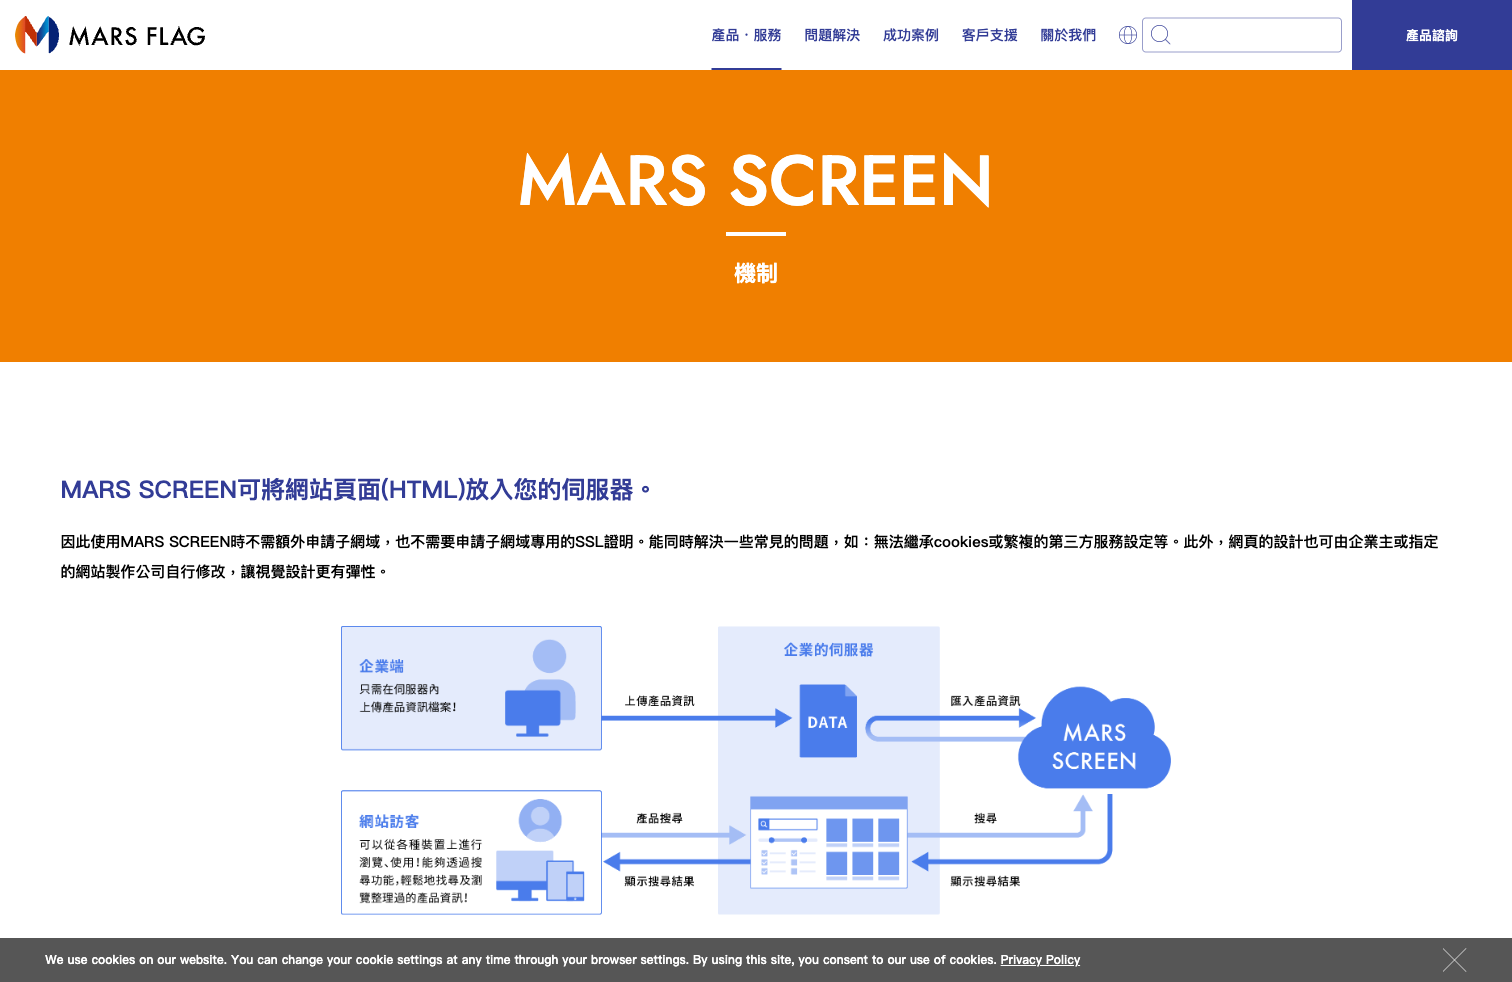 MARS FLAG
產品・服務 問題解決 成功案例 客戶支援 關於我們
產品諮詢
MARS SCREEN
機制
MARS SCREEN可將網站頁面(HTML)放入您的伺服器。
因此使用MARS SCREEN時不需額外申請子網域，也不需要申請子網域專用的SSL證明。能同時解決一些常見的問題，如：無法繼承cookies或繁複的第三方服務設定等。此外，網頁的設計也可由企業主或指定
的網站製作公司自行修改，讓視覺設計更有彈性。
企業端
只需在伺服器內
上傳產品資訊檔案!
上傳產品資訊
企業的伺服器
DATA
匯入產品資訊
MARS
SCREEN
網站訪客
可以從各種裝置上進行
瀏覽、使用!能夠透過搜
尋功能,輕鬆地找尋及瀏
覽整理過的產品資訊!
產品搜尋
顯示搜尋結果
搜尋
顯示搜尋結果
We use cookies on our website. You can change your cookie settings at any time through your browser settings. By using this site, you consent to our use of cookies. Privacy Policy